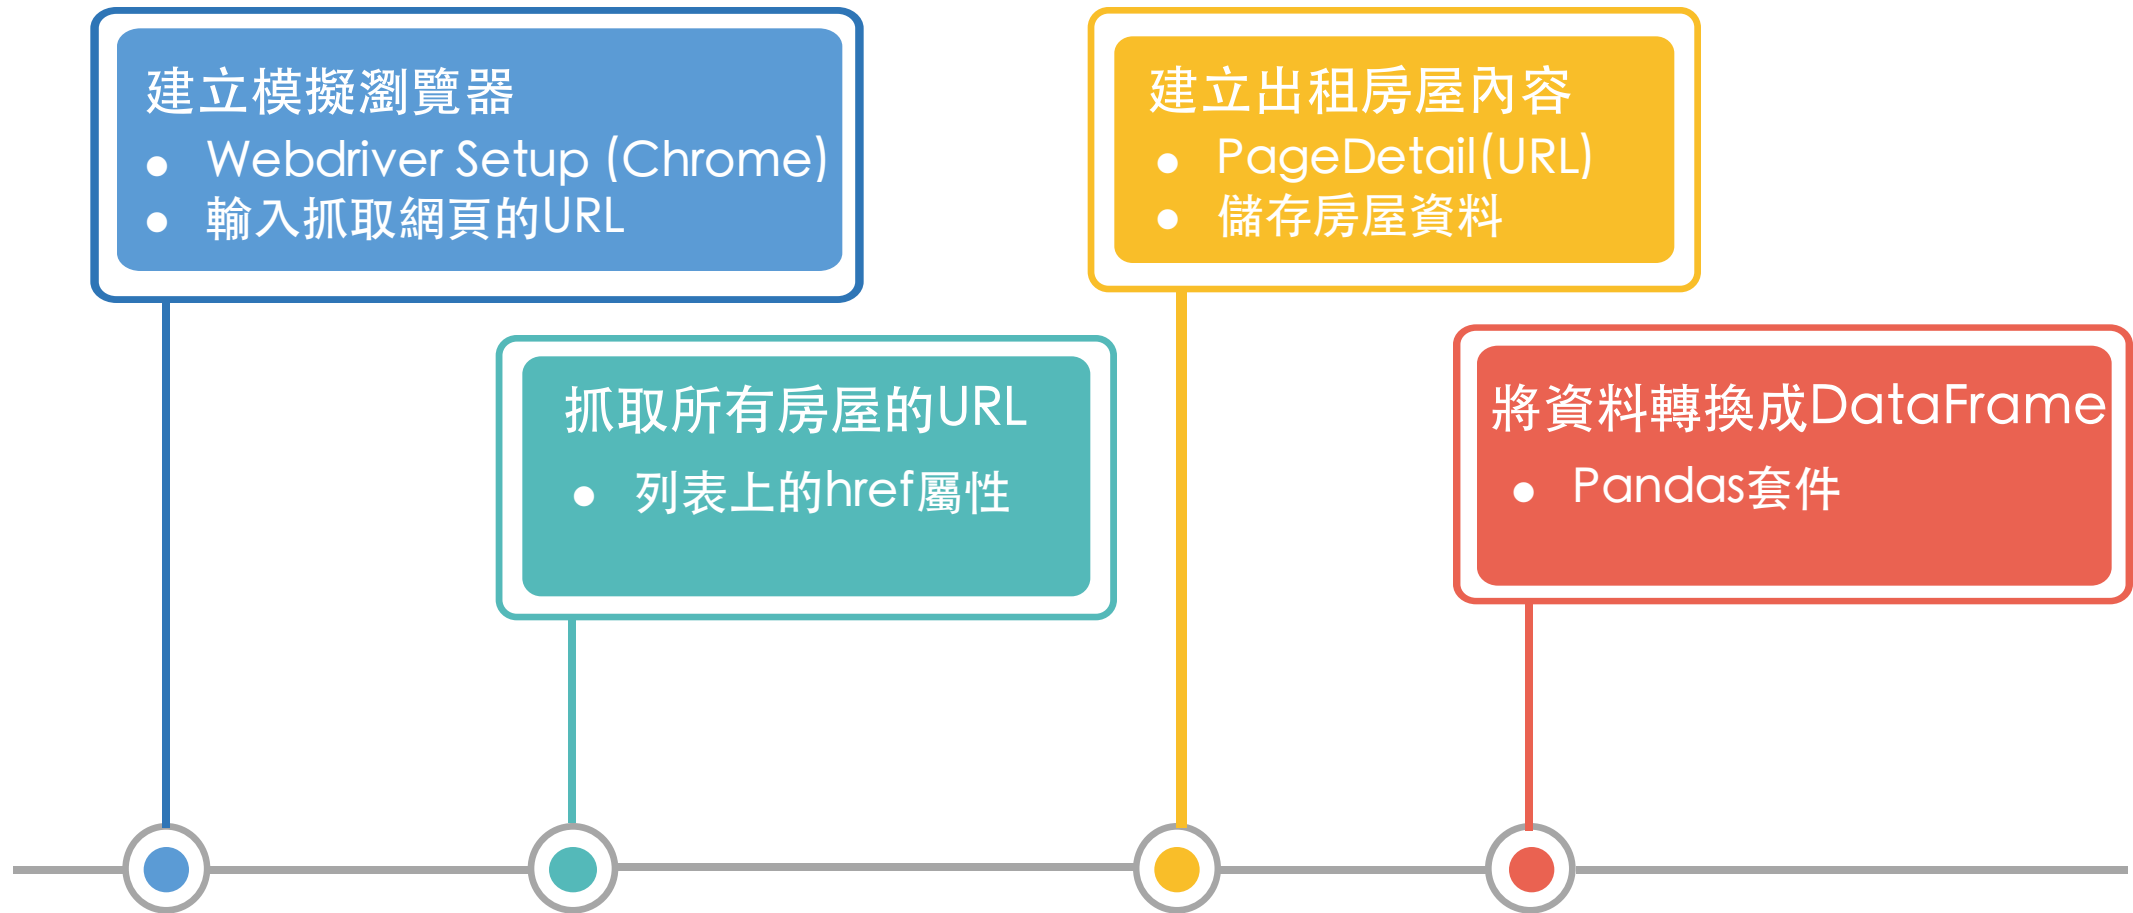 建立模擬瀏覽器
● Webdriver Setup (Chrome)
● 輸入抓取網頁的URL
抓取所有房屋的URL
● 列表上的href屬性
建立出租房屋內容
● PageDetail(URL)
● 儲存房屋資料
將資料轉換成DataFrame
● Pandas套件